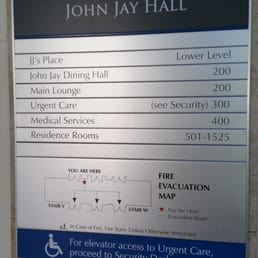 JOHN JAY HALL
JJ's Place Lower Level
John Jay Dining Hall 200
Main Lounge 200
Urgent Care (see Security) 300
Medical Services 400
Residence Rooms 501-1525
YOU ARE HERE
STAIR V STAIR W
FIRE
EVACUATION
MAP
You Are Here
Evacuation Route
In Case of Fire, Use Stairs Unless Otherwise Instructed
For elevator access to Urgent Care,
proceed to Security Desk